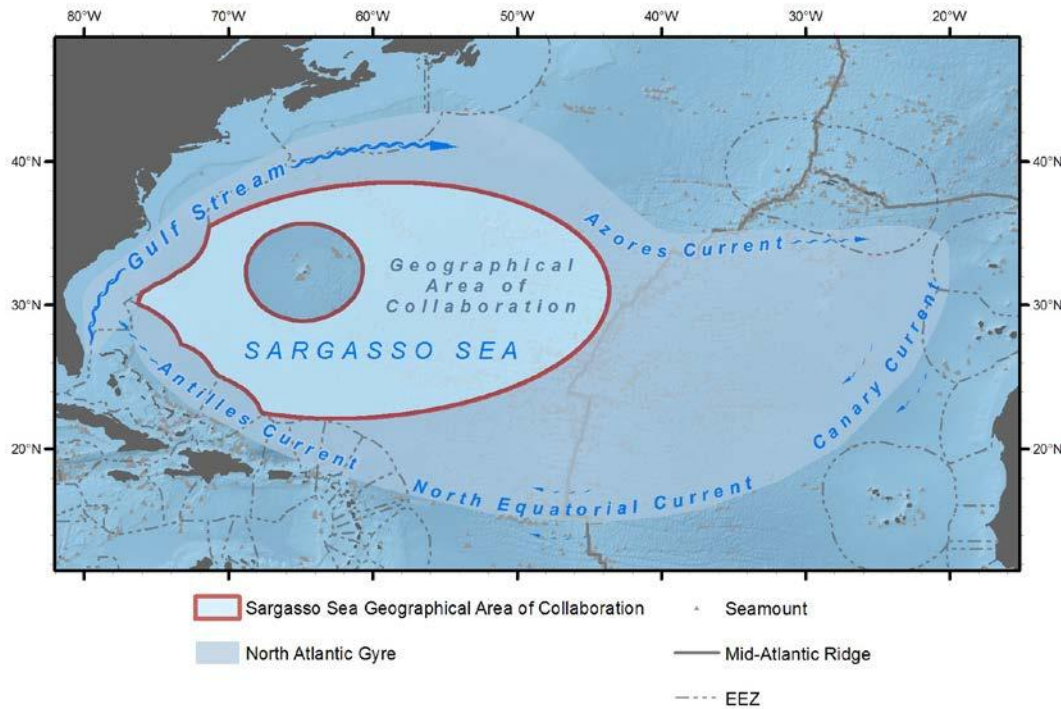 80°W 70°W 60°W 50°W 40°W 30°W 20°W
40°N 40°N
Gulf Stream
Azores Current
Geographical
Area of
Collaboration
30°N 30°N
SARGASSO SEA
Canary Current
Antilles Current
20°N 20°N
North Equatorial Current
80°W 70°W 60°W 50°W 40°W 30°W 20°W
Sargasso Sea Geographical Area of Collaboration
Seamount
North Atlantic Gyre
Mid-Atlantic Ridge
EEZ